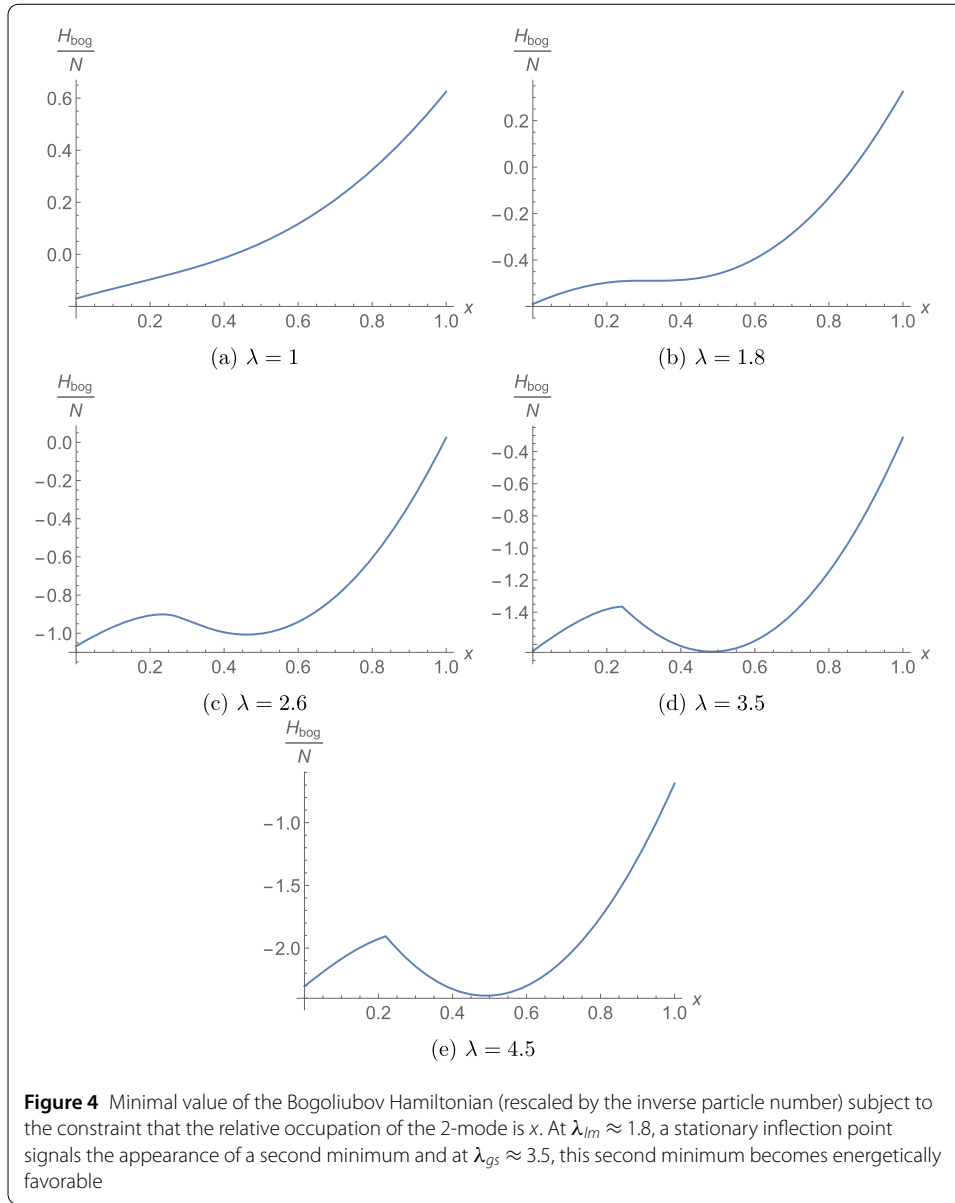 H_bog
N
0.6
0.4
0.2
0.0
0.2 0.4 0.6 0.8 1.0 x
(a) λ = 1
H_bog
N
0.2
0.0
−0.2
−0.4
0.2 0.4 0.6 0.8 1.0 x
(b) λ = 1.8
H_bog
N
0.0
−0.2
−0.4
−0.6
−0.8
−1.0
0.2 0.4 0.6 0.8 1.0 x
(c) λ = 2.6
H_bog
N
−0.4
−0.6
−0.8
−1.0
−1.2
−1.4
0.2 0.4 0.6 0.8 1.0 x
(d) λ = 3.5
H_bog
N
−1.0
−1.5
−2.0
0.2 0.4 0.6 0.8 1.0 x
(e) λ = 4.5
Figure 4 Minimal value of the Bogoliubov Hamiltonian (rescaled by the inverse particle number) subject to
the constraint that the relative occupation of the 2-mode is x. At λ_lm ≈ 1.8, a stationary inflection point
signals the appearance of a second minimum and at λ_gs ≈ 3.5, this second minimum becomes energetically
favorable